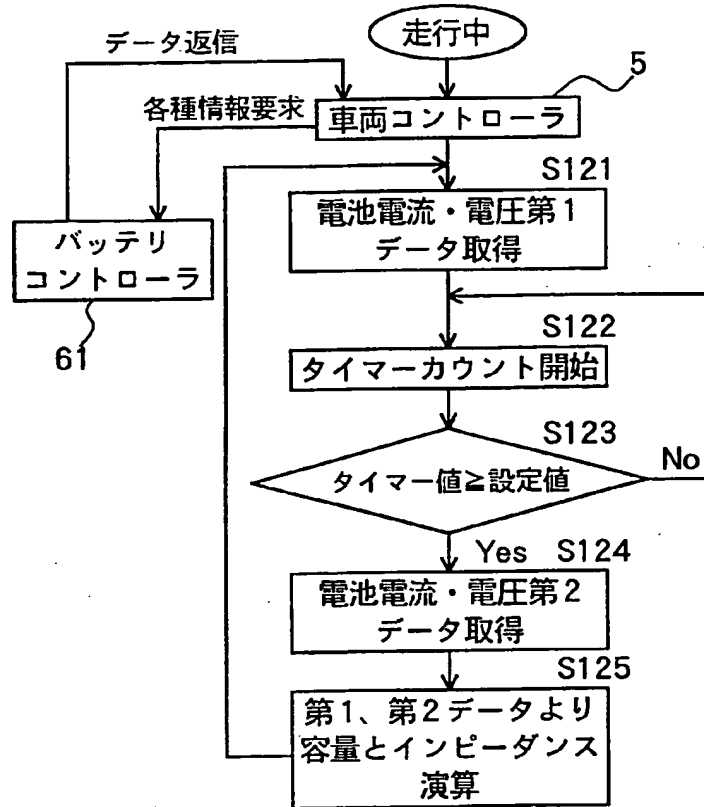 走行中
データ返信
5
各種情報要求
車両コントローラ
S121
電池電流・電圧第1
データ取得
バッテリ
コントローラ
61
S122
タイマーカウント開始
S123
タイマー値≧設定値
No
Yes
S124
電池電流・電圧第2
データ取得
S125
第1、第2データより
容量とインピーダンス
演算